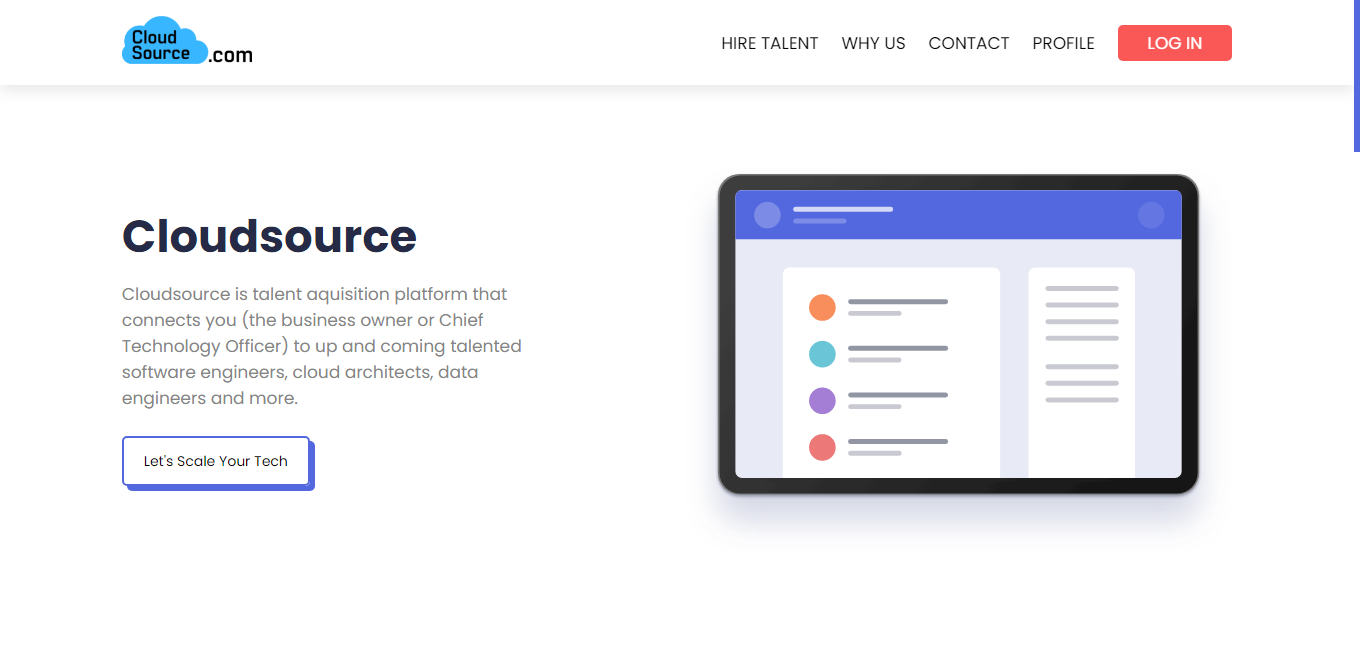 Cloud
Source.com
HIRE TALENT WHY US CONTACT PROFILE LOG IN
Cloudsource
Cloudsource is talent aquisition platform that
connects you (the business owner or Chief
Technology Officer) to up and coming talented
software engineers, cloud architects, data
engineers and more.
Let's Scale Your Tech